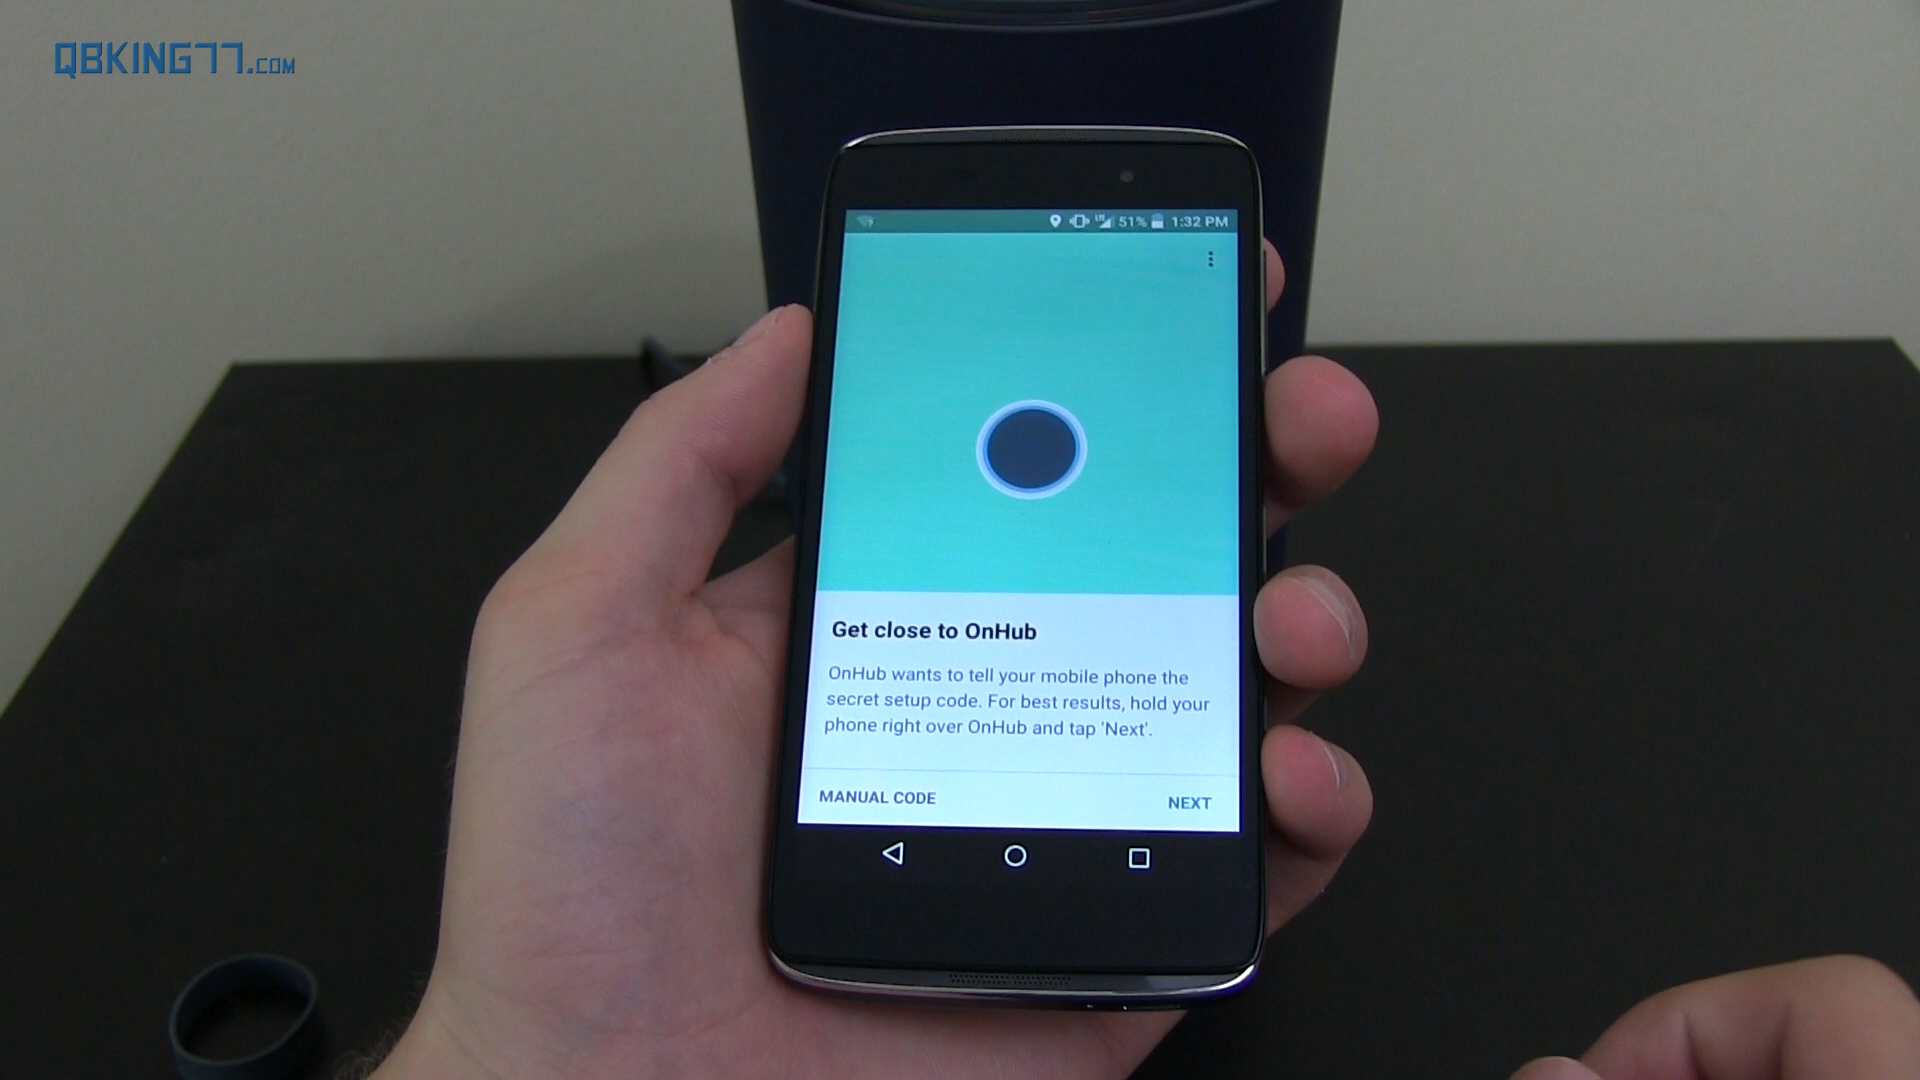 QBKING77.COM
LTE 51% 1:32 PM
Get close to OnHub
OnHub wants to tell your mobile phone the
secret setup code. For best results, hold your
phone right over OnHub and tap 'Next'.
MANUAL CODE NEXT